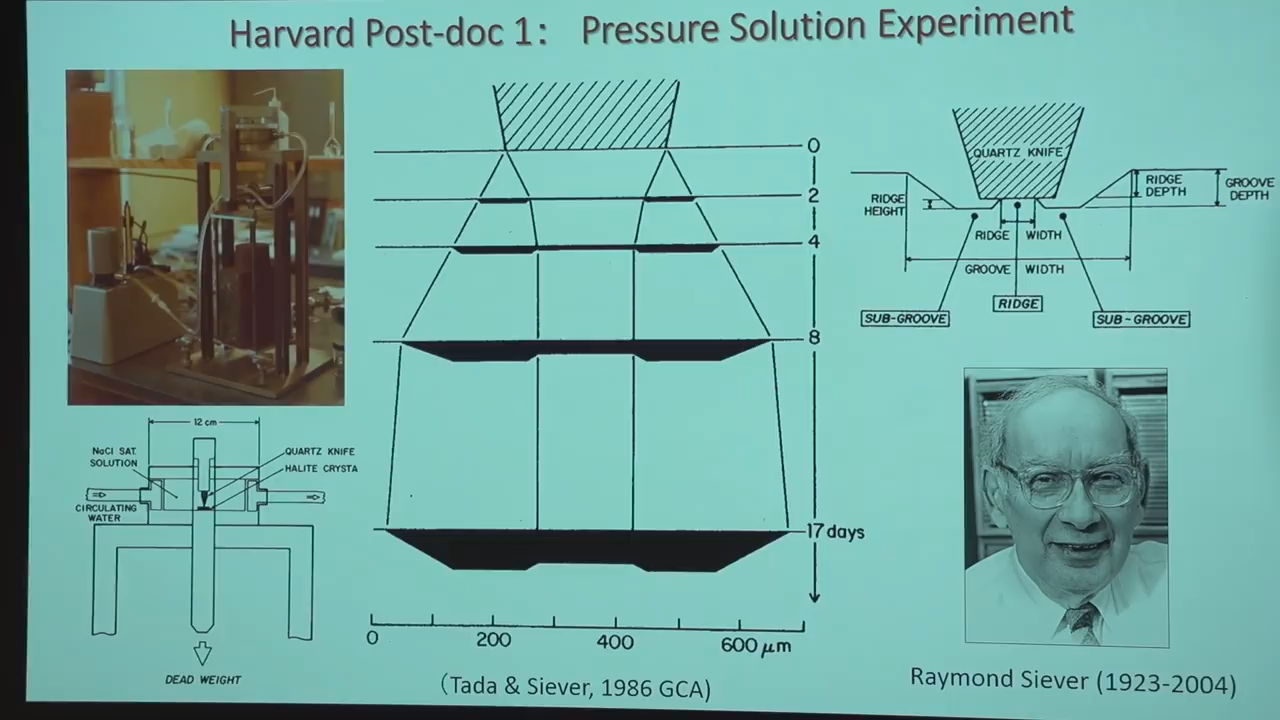 Harvard Post-doc 1: Pressure Solution Experiment
0
2
4
8
17 days
0
200
400
600 μm
(Tada & Siever, 1986 GCA)
12 cm
NaCl SAT.
SOLUTION
QUARTZ KNIFE
HALITE CRYSTA
CIRCULATING
WATER
DEAD WEIGHT
QUARTZ KNIFE
RIDGE
HEIGHT
RIDGE
DEPTH
GROOVE
DEPTH
RIDGE WIDTH
GROOVE WIDTH
SUB-GROOVE
RIDGE
SUB-GROOVE
Raymond Siever (1923-2004)